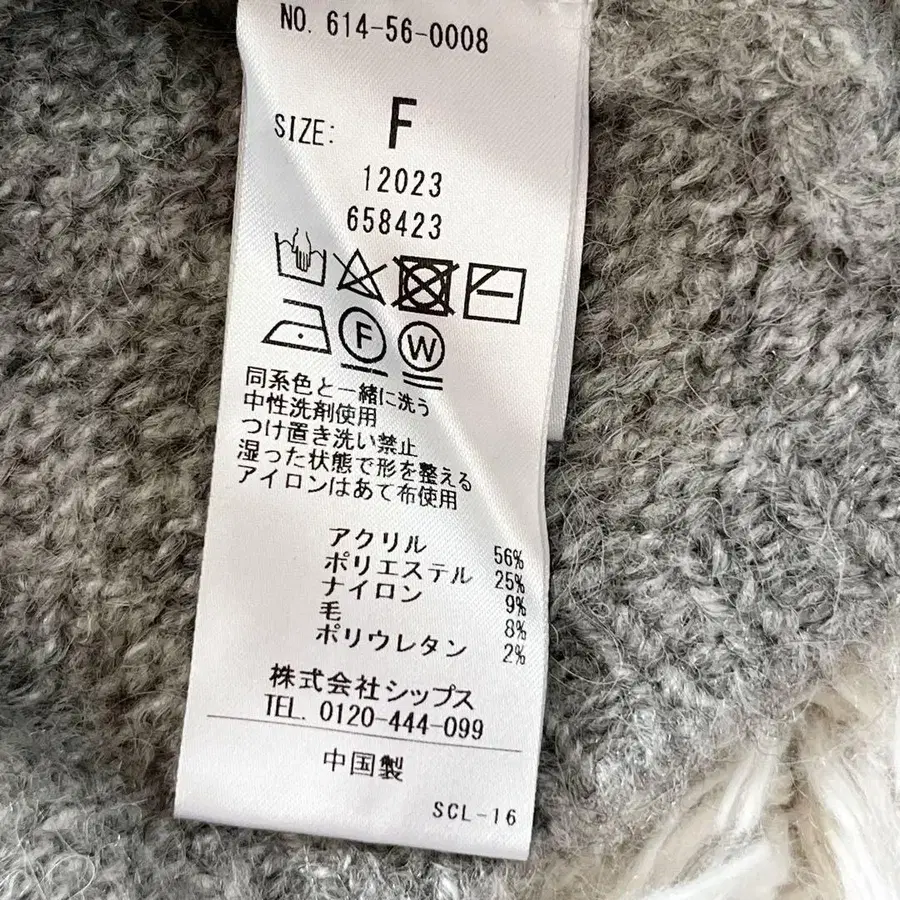 NO. 614-56-0008
SIZE: F
12023
658423
F W
同系色と一緒に洗う
中性洗剤使用
つけ置き洗い禁止
湿った状態で形を整える
アイロンはあて布使用
アクリル 56%
ポリエステル 25%
ナイロン 9%
毛 8%
ポリウレタン 2%
株式会社シップス
TEL. 0120-444-099
中国製
SCL-16